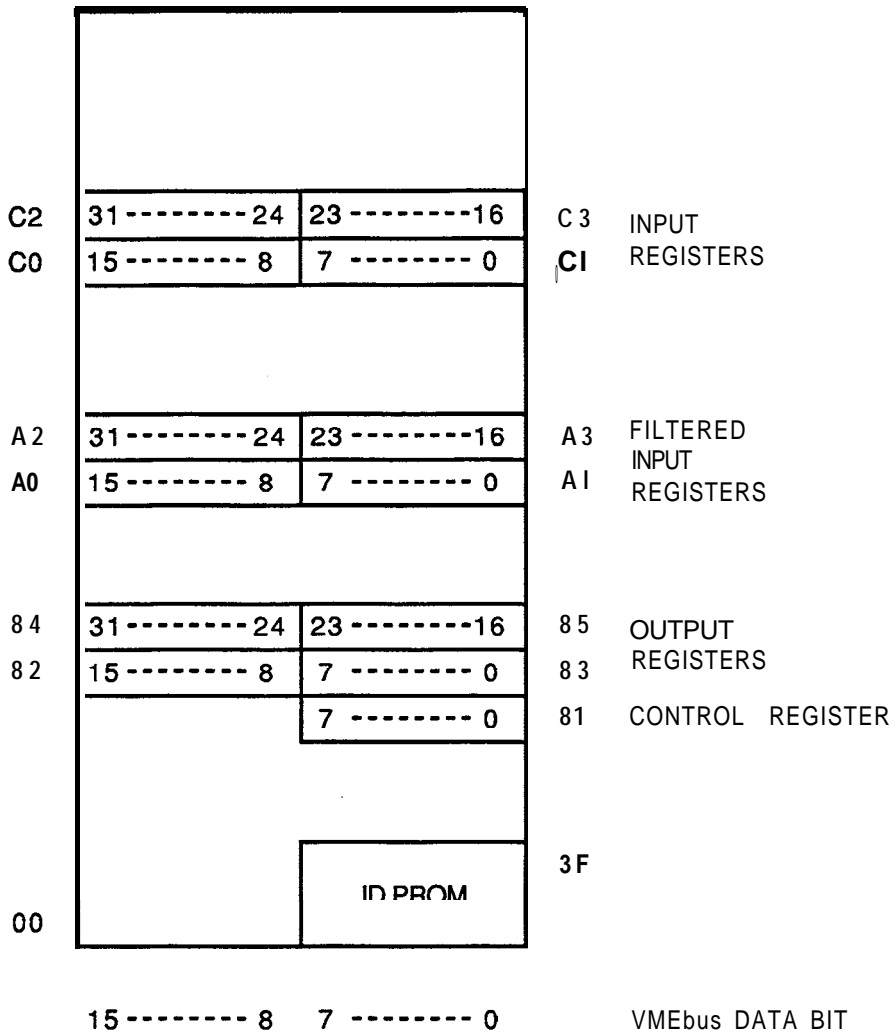 C2 31 -------- 24 23 -------- 16 C3 INPUT
C0 15 -------- 8 7 -------- 0 CI REGISTERS
A2 31 -------- 24 23 -------- 16 A3 FILTERED
INPUT
A0 15 -------- 8 7 -------- 0 AI REGISTERS
84 31 -------- 24 23 -------- 16 85 OUTPUT
82 15 -------- 8 7 -------- 0 83 REGISTERS
7 -------- 0 81 CONTROL REGISTER
3F
ID PROM
00
15 -------- 8 7 -------- 0 VMEbus DATA BIT